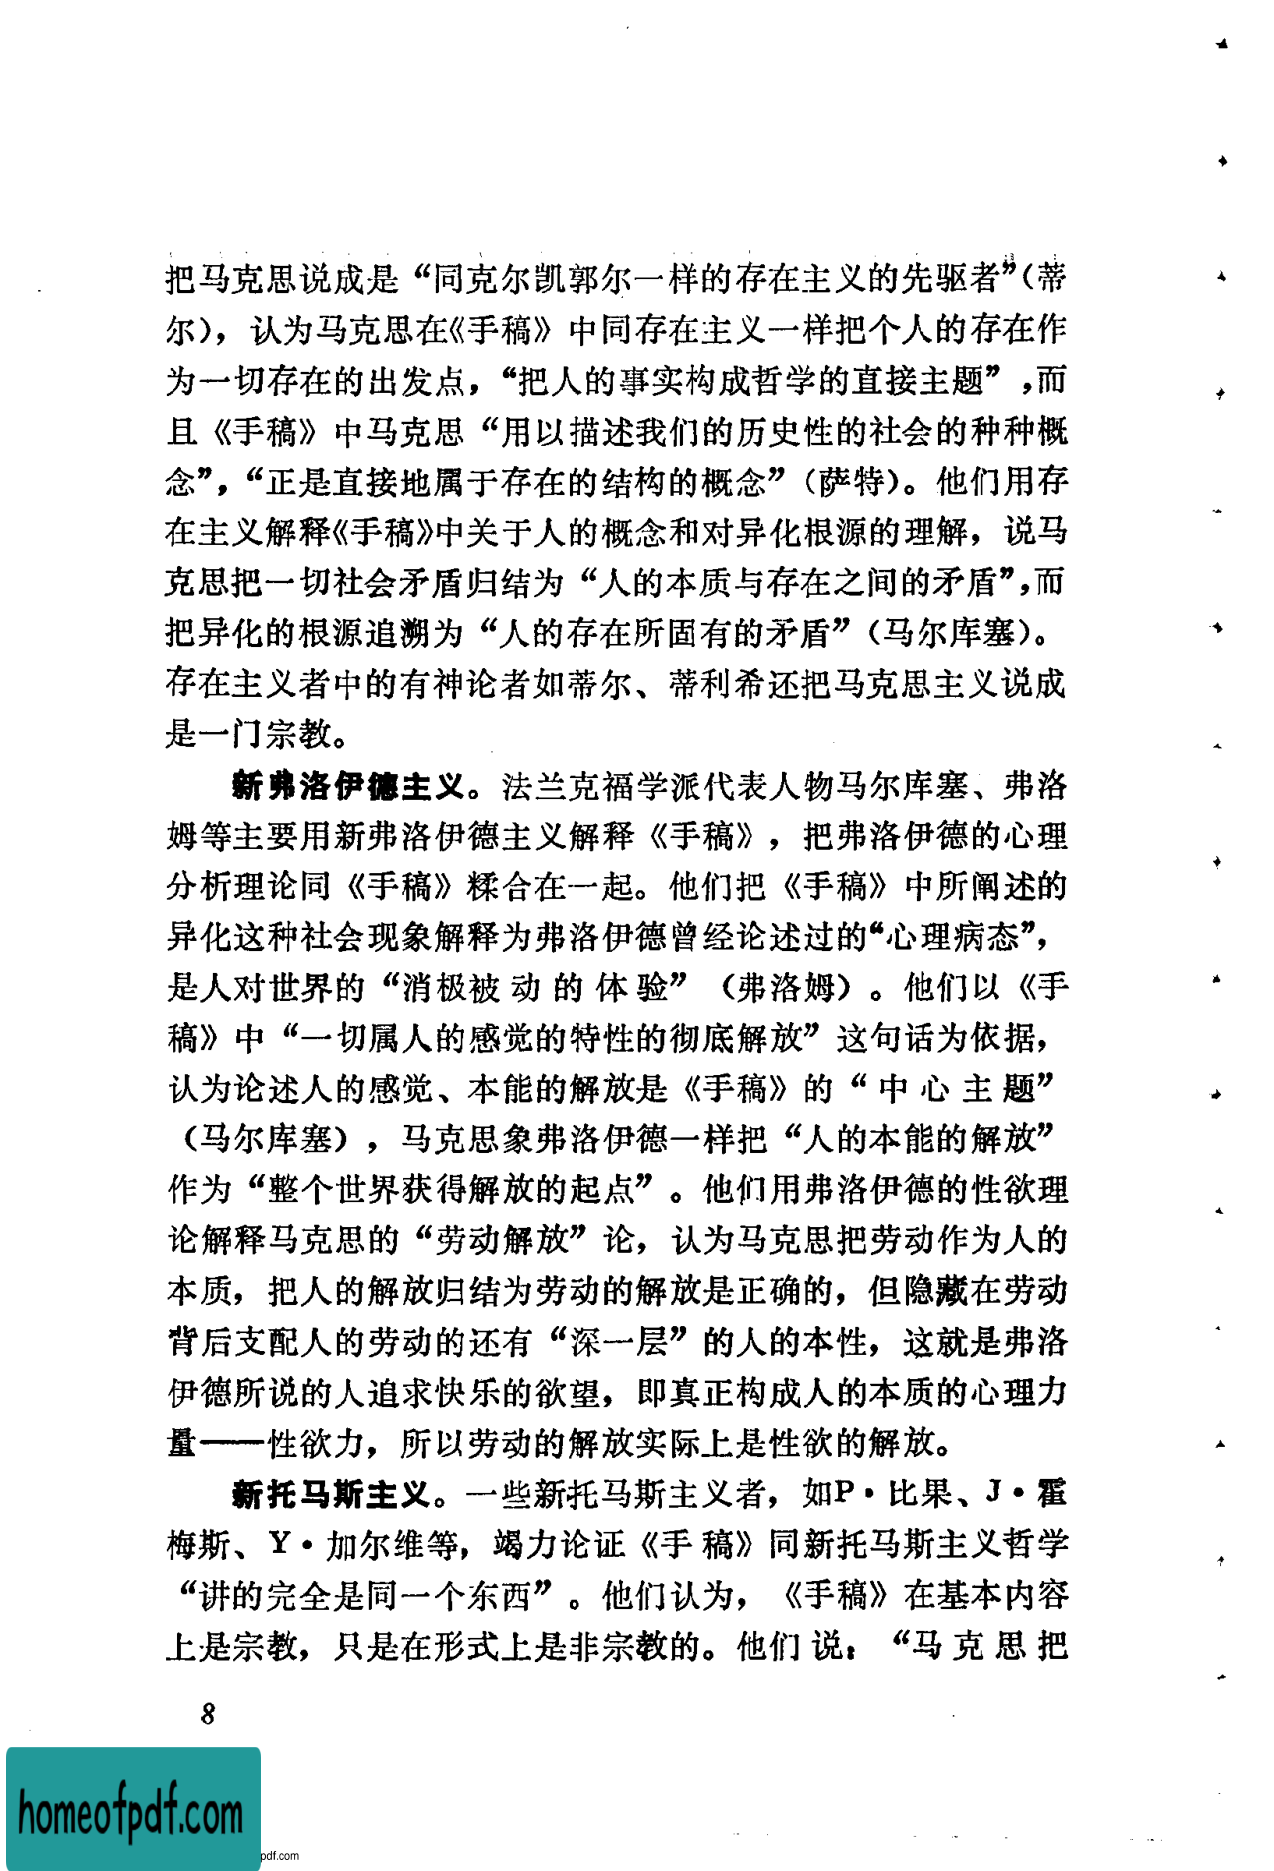 把马克思说成是“同克尔凯郭尔一样的存在主义的先驱者”(蒂
尔)，认为马克思在《手稿》中同存在主义一样把个人的存在作
为一切存在的出发点，“把人的事实构成哲学的直接主题”,而
且《手稿》中马克思“用以描述我们的历史性的社会的种种概
念”，“正是直接地属于存在的结构的概念”（萨特）。他们用存
在主义解释《手稿》中关于人的概念和对异化根源的理解，说马
克思把一切社会矛盾归结为“人的本质与存在之间的矛盾”,而
把异化的根源追溯为“人的存在所固有的矛盾”（马尔库塞）。
存在主义者中的有神论者如蒂尔、蒂利希还把马克思主义说成
是一门宗教。
新弗洛伊德主义。法兰克福学派代表人物马尔库塞、弗洛
姆等主要用新弗洛伊德主义解释《手稿》，把弗洛伊德的心理
分析理论同《手稿》糅合在一起。他们把《手稿》中所阐述的
异化这种社会现象解释为弗洛伊德曾经论述过的“心理病态”，
是人对世界的“消极被动的体验”（弗洛姆）。他们以《手
稿》中“一切属人的感觉的特性的彻底解放”这句话为依据，
认为论述人的感觉、本能的解放是《手稿》的“中心主题”
（马尔库塞），马克思象弗洛伊德一样把“人的本能的解放”
作为“整个世界获得解放的起点”。他们用弗洛伊德的性欲理
论解释马克思的“劳动解放”论，认为马克思把劳动作为人的
本质，把人的解放归结为劳动的解放是正确的，但隐藏在劳动
背后支配人的劳动的还有“深一层”的人的本性，这就是弗洛
伊德所说的人追求快乐的欲望，即真正构成人的本质的心理力
量——性欲力，所以劳动的解放实际上是性欲的解放。
新托马斯主义。一些新托马斯主义者，如P·比果、J·霍
梅斯、Y·加尔维等，竭力论证《手稿》同新托马斯主义哲学
“讲的完全是同一个东西”。他们认为，《手稿》在基本内容
上是宗教，只是在形式上是非宗教的。他们说：“马克思把
8
homeofpdf.com
pdf.com